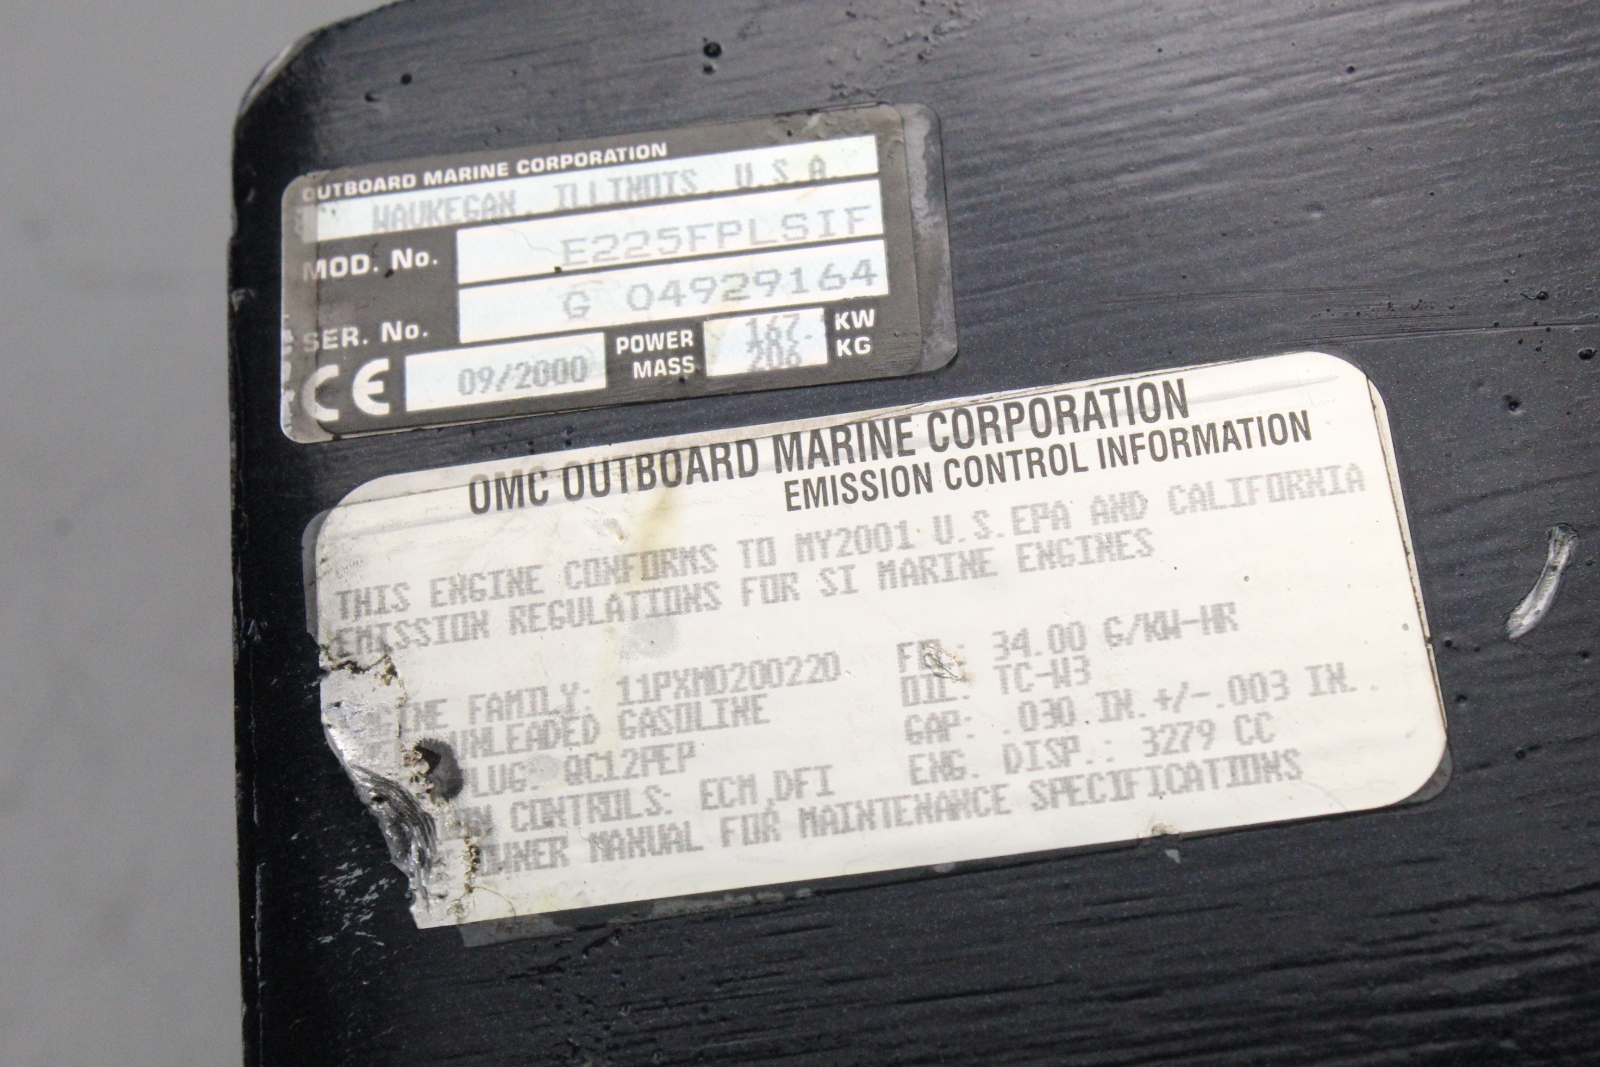 OUTBOARD MARINE CORPORATION
WAUKEGAN, ILLINOIS, U.S.A.
MOD. No. E225FPLSIF
SER. No. G 04929164
CE 09/2000 POWER 167. KW
MASS 206 KG
OMC OUTBOARD MARINE CORPORATION
EMISSION CONTROL INFORMATION
THIS ENGINE CONFORMS TO MY2001 U.S.EPA AND CALIFORNIA
EMISSION REGULATIONS FOR SI MARINE ENGINES
FAMILY: 11PXM0200220 34.00 G/KW-HR
UNLEADED GASOLINE OIL: TC-W3
QC12PEP GAP: .030 IN.+/-.003 IN.
CONTROLS: ECM,DFI ENG. DISP.: 3279 CC
OWNER MANUAL FOR MAINTENANCE SPECIFICATIONS